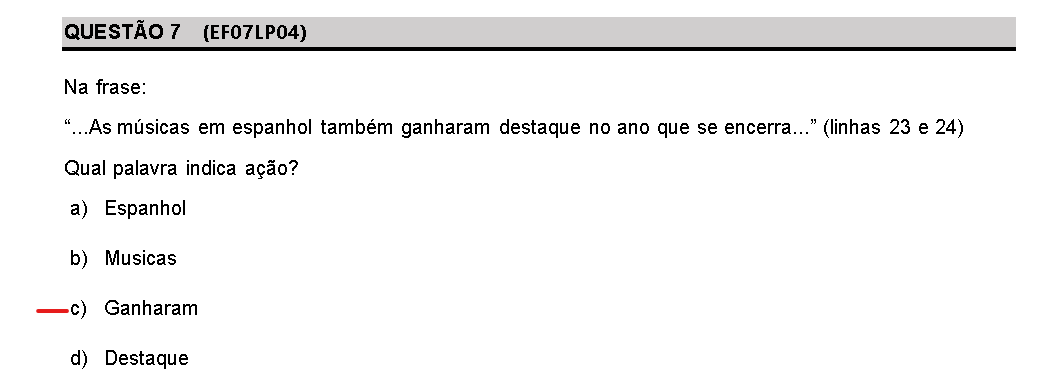 QUESTÃO 7 (EF07LP04)
Na frase:
“...As músicas em espanhol também ganharam destaque no ano que se encerra...” (linhas 23 e 24)
Qual palavra indica ação?
a) Espanhol
b) Musicas
c) Ganharam
d) Destaque